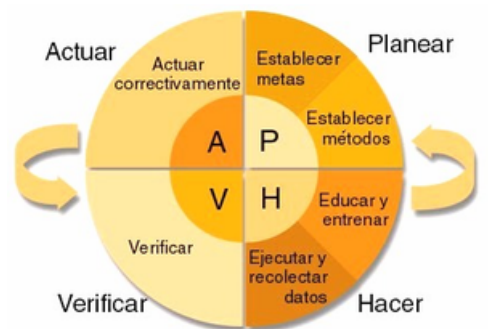 Actuar
Planear
Actuar
correctivamente
Establecer
metas
Establecer
métodos
A
P
V
H
Educar y
entrenar
Verificar
Ejecutar y
recolectar
datos
Verificar
Hacer